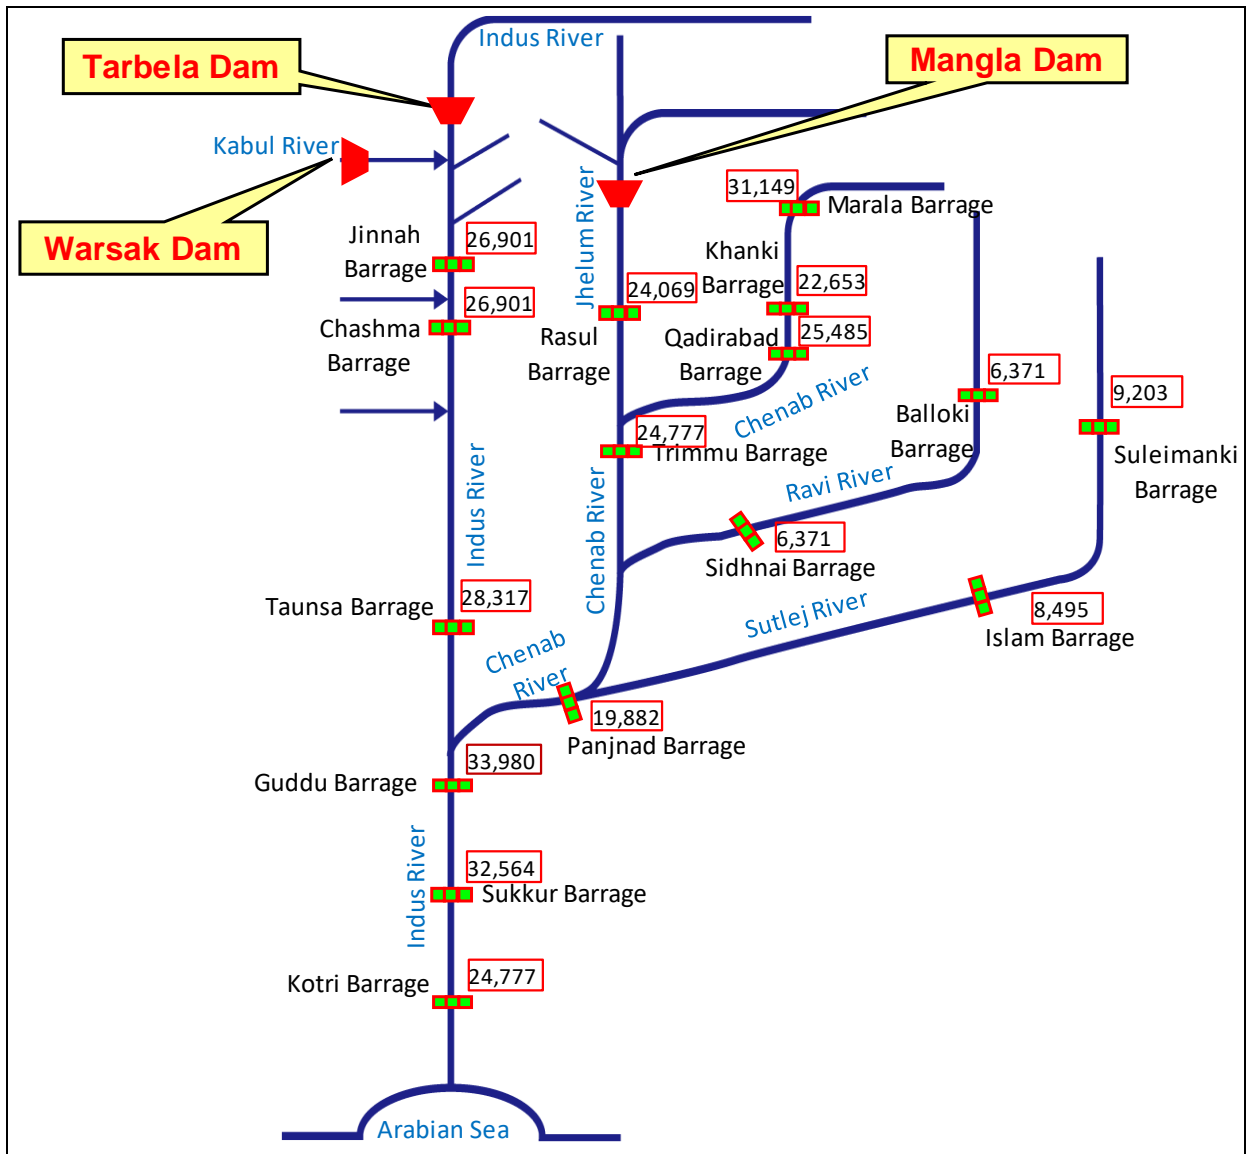 Indus River
Tarbela Dam
Mangla Dam
Kabul River
Warsak Dam
31,149
Marala Barrage
Jinnah
Barrage
26,901
Jhelum River
Khanki
Barrage
22,653
26,901
Chashma
Barrage
24,069
Rasul
Barrage
Qadirabad
Barrage
25,485
Chenab River
6,371
Balloki
Barrage
9,203
Suleimanki
Barrage
24,777
Trimmu Barrage
Indus River
Chenab River
Ravi River
6,371
Sidhnai Barrage
28,317
Taunsa Barrage
Sutlej River
8,495
Islam Barrage
Chenab
River
19,882
Panjnad Barrage
33,980
Guddu Barrage
Indus River
32,564
Sukkur Barrage
24,777
Kotri Barrage
Arabian Sea